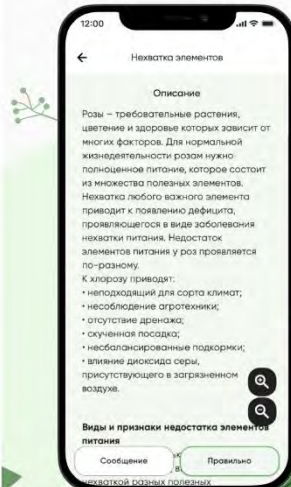 12:00
Нехватка элементов
Описание
Розы – требовательные растения,
цветение и здоровье которых зависит от
многих факторов. Для нормальной
жизнедеятельности розам нужно
полноценное питание, которое состоит
из множества полезных элементов.
Нехватка любого важного элемента
приводит к появлению дефицита,
проявляющегося в виде заболевания
нехватки питания. Недостаток
элементов питания у роз проявляется
по-разному.
К хлорозу приводят:
• неподходящий для сорта климат;
• несоблюдение агротехники;
• отсутствие дренажа;
• скученная посадка;
• несбалансированные подкормки;
• влияние диоксида серы,
присутствующего в загрязненном
воздухе.
Виды и признаки недостатка элементов
питания
Сообщение
Правильно
нехваткой разных полезных